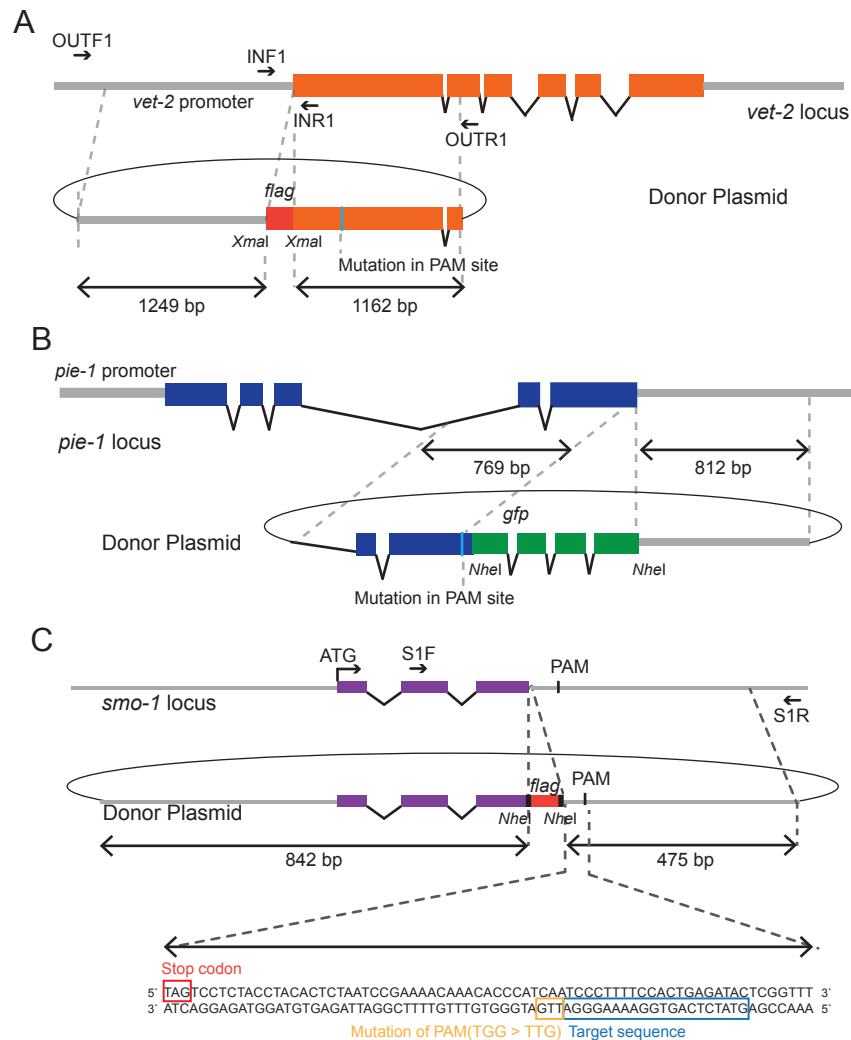 A
OUTF1
INF1
vet-2 promoter
INR1
OUTR1
vet-2 locus
flag
Donor Plasmid
XmaI XmaI
Mutation in PAM site
1249 bp 1162 bp
B
pie-1 promoter
pie-1 locus
769 bp 812 bp
gfp
Donor Plasmid
NheI NheI
Mutation in PAM site
C
ATG S1F PAM
smo-1 locus
S1R
flag PAM
Donor Plasmid
NheI NheI
842 bp 475 bp
Stop codon
5` TAGTCCTCTACCTACACTCTAATCCGAAAACAAACACCCATCAATCCCTTTTCCACTGAGATACTCGGTTT 3`
3` ATCAGGAGATGGATGTGAGATTAGGCTTTTGTTTGTGGGTAGTTAGGGAAAAGGTGACTCTATGAGCCAAA 5`
Mutation of PAM(TGG > TTG) Target sequence